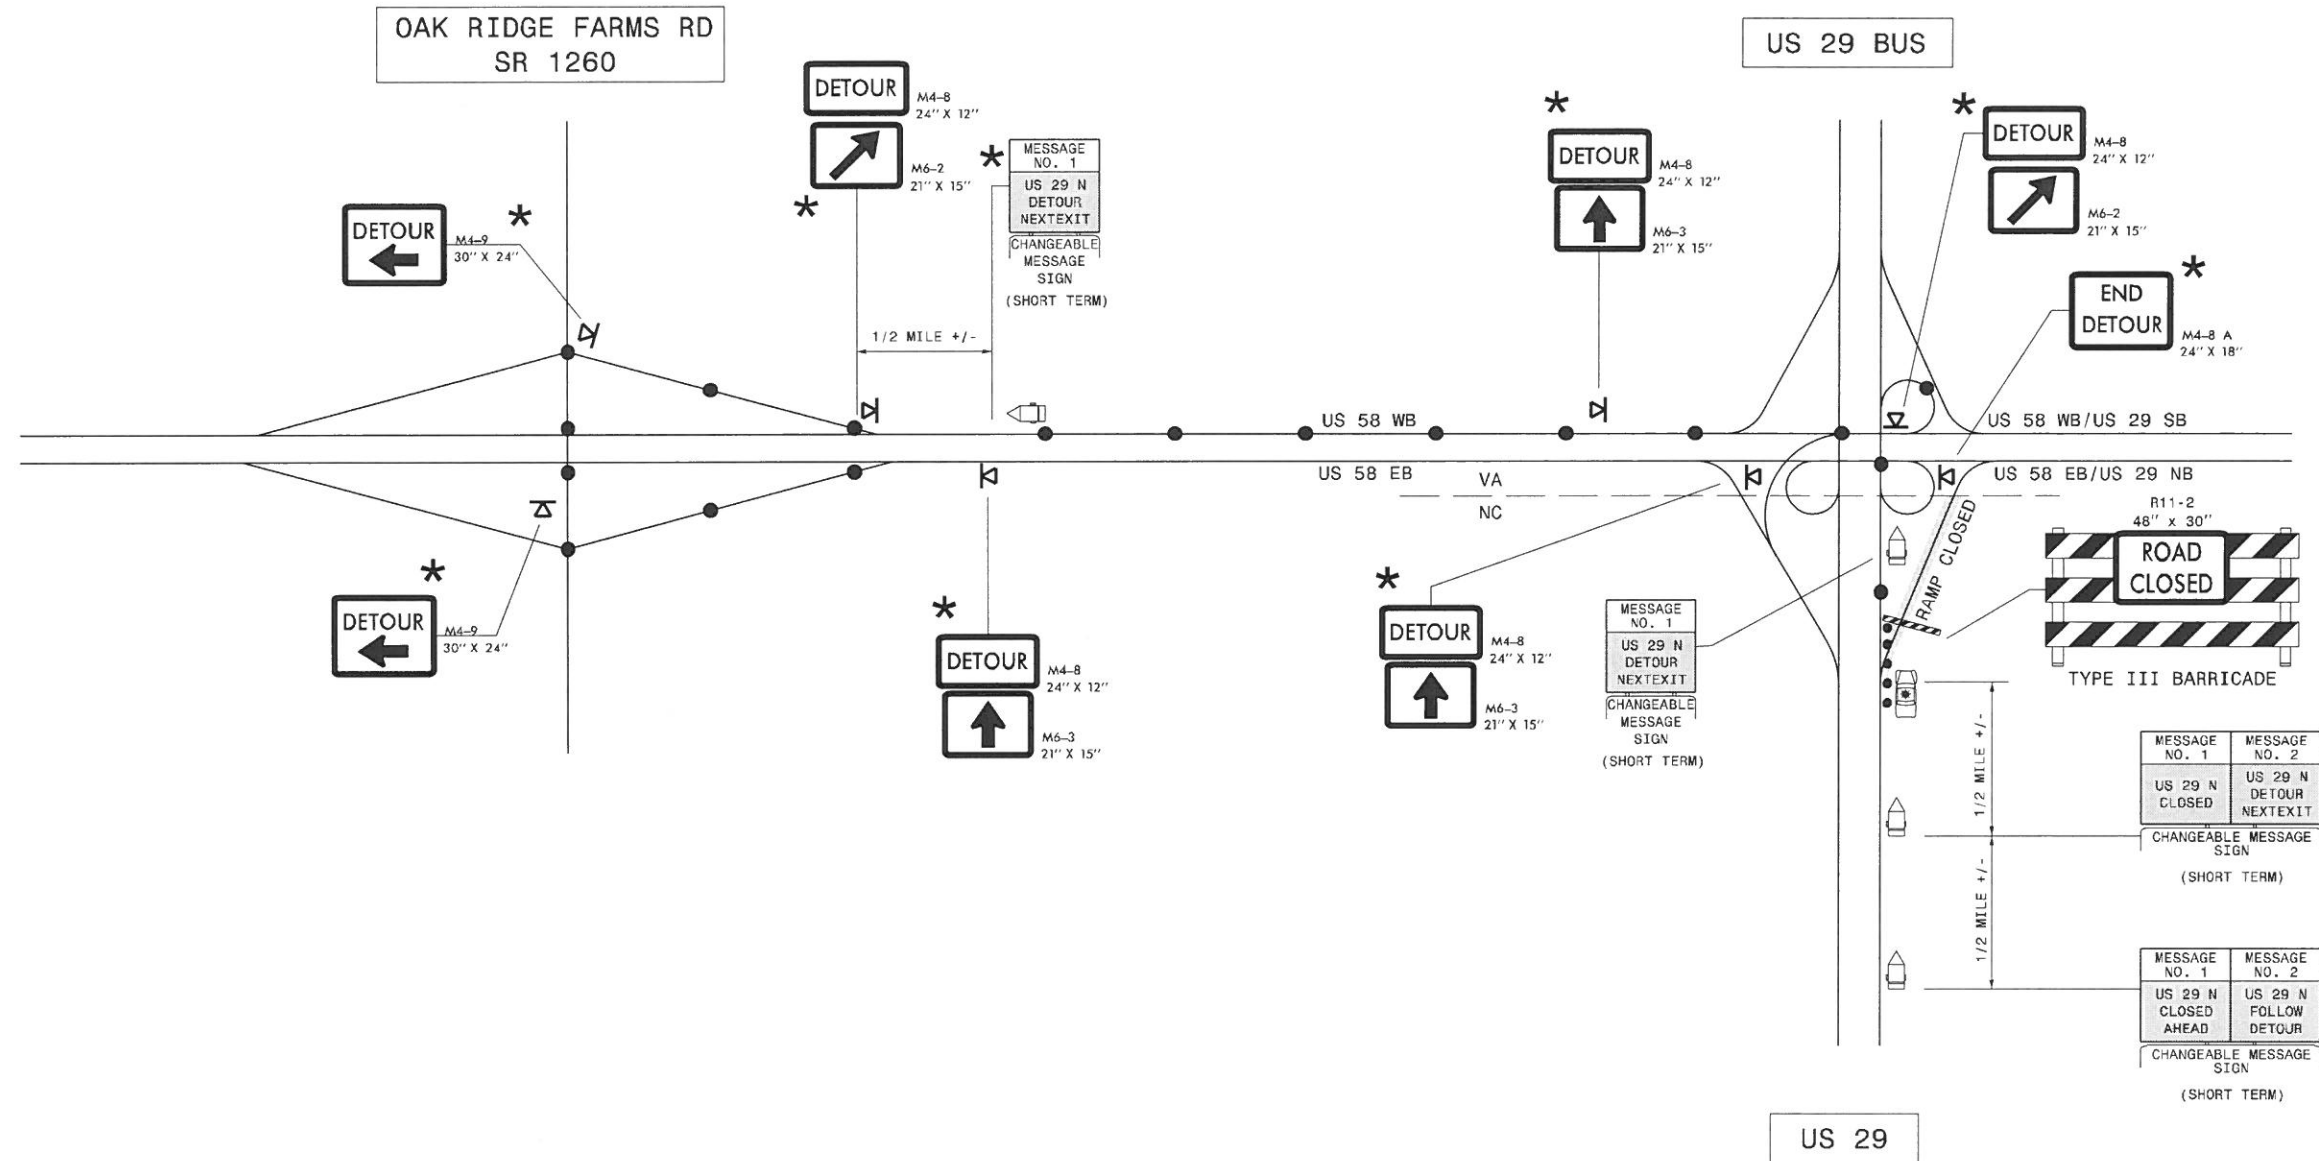 OAK RIDGE FARMS RD
SR 1260
US 29 BUS
DETOUR
M4-8
24'' X 12''
M6-2
21'' X 15''
MESSAGE
NO. 1
US 29 N
DETOUR
NEXTEXIT
CHANGEABLE
MESSAGE
SIGN
(SHORT TERM)
DETOUR
M4-8
24'' X 12''
M6-3
21'' X 15''
DETOUR
M4-8
24'' X 12''
M6-2
21'' X 15''
DETOUR
M4-9
30'' X 24''
END
DETOUR
M4-8 A
24'' X 18''
1/2 MILE +/-
US 58 WB
US 58 WB/US 29 SB
US 58 EB
VA
NC
US 58 EB/US 29 NB
RAMP CLOSED
R11-2
48'' x 30''
ROAD
CLOSED
TYPE III BARRICADE
DETOUR
M4-9
30'' X 24''
DETOUR
M4-8
24'' X 12''
M6-3
21'' X 15''
DETOUR
M4-8
24'' X 12''
M6-3
21'' X 15''
MESSAGE
NO. 1
US 29 N
DETOUR
NEXTEXIT
CHANGEABLE
MESSAGE
SIGN
(SHORT TERM)
1/2 MILE +/-
MESSAGE
NO. 1
US 29 N
CLOSED
MESSAGE
NO. 2
US 29 N
DETOUR
NEXTEXIT
CHANGEABLE MESSAGE
SIGN
(SHORT TERM)
1/2 MILE +/-
MESSAGE
NO. 1
US 29 N
CLOSED
AHEAD
MESSAGE
NO. 2
US 29 N
FOLLOW
DETOUR
CHANGEABLE MESSAGE
SIGN
(SHORT TERM)
US 29